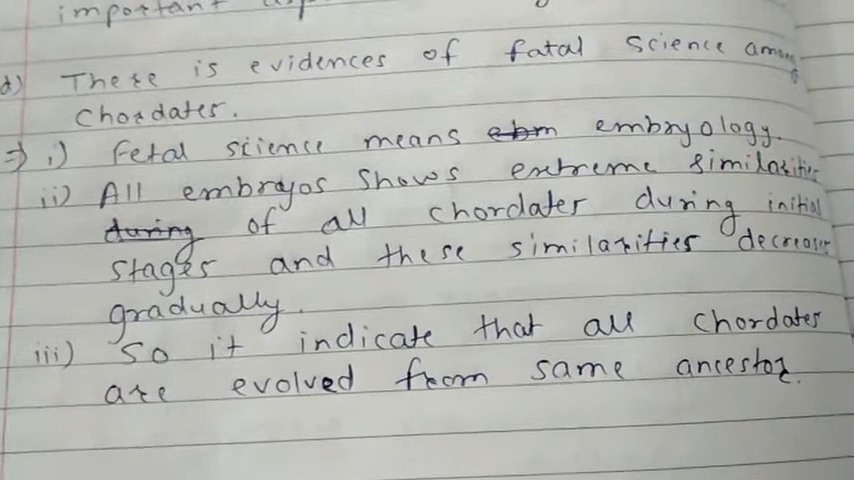 important
d) There is evidences of fatal science among
chordates.
⇒ i) Fetal science means ebm embryology.
ii) All embryos shows extreme similarities
during of all chordates during initial
stages and these similarities decreases
gradually.
iii) So it indicate that all chordates
are evolved from same ancestor.